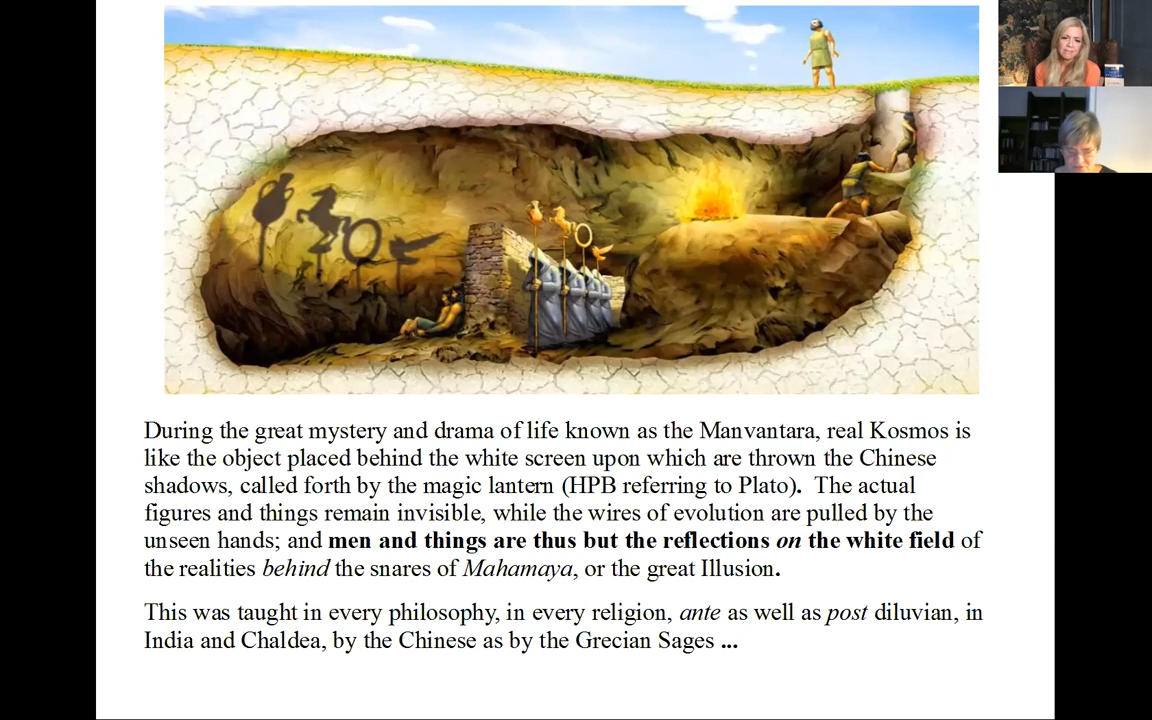 During the great mystery and drama of life known as the Manvantara, real Kosmos is
like the object placed behind the white screen upon which are thrown the Chinese
shadows, called forth by the magic lantern (HPB referring to Plato).  The actual
figures and things remain invisible, while the wires of evolution are pulled by the
unseen hands; and men and things are thus but the reflections on the white field of
the realities behind the snares of Mahamaya, or the great Illusion.
This was taught in every philosophy, in every religion, ante as well as post diluvian, in
India and Chaldea, by the Chinese as by the Grecian Sages ...